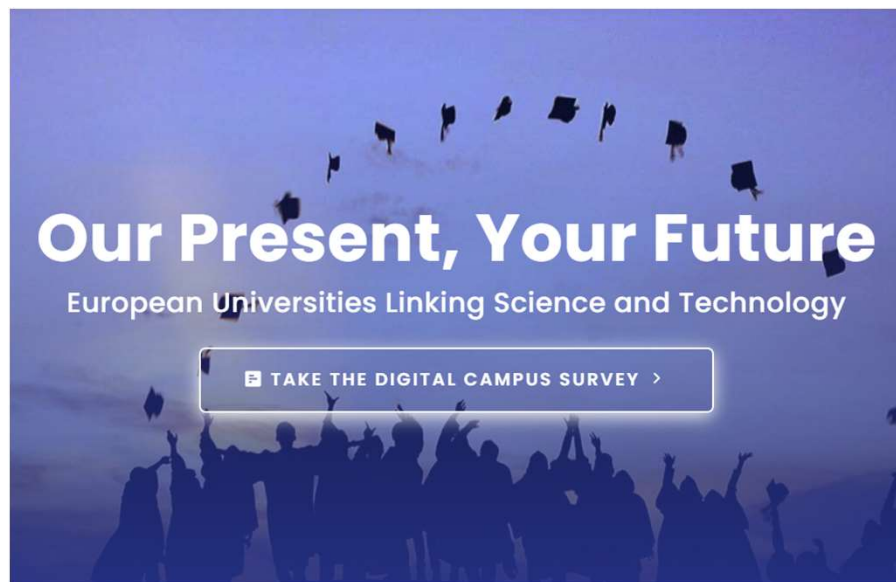 Our Present, Your Future
European Universities Linking Science and Technology
TAKE THE DIGITAL CAMPUS SURVEY